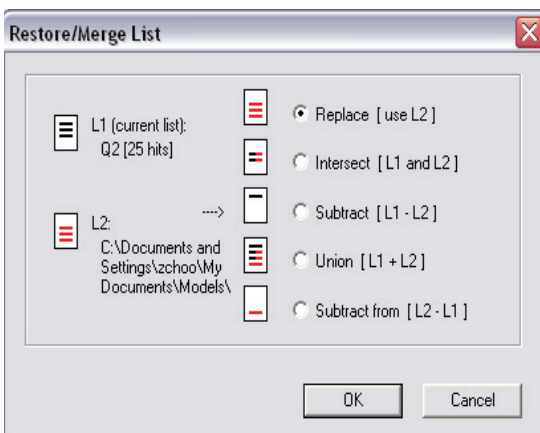 Restore/Merge List
L1 (current list):
Q2 [25 hits]
L2:
C:\Documents and
Settings\zchoo\My
Documents\Models\
---->
Replace [ use L2 ]
Intersect [ L1 and L2 ]
Subtract [ L1 - L2 ]
Union [ L1 + L2 ]
Subtract from [ L2 - L1 ]
OK
Cancel